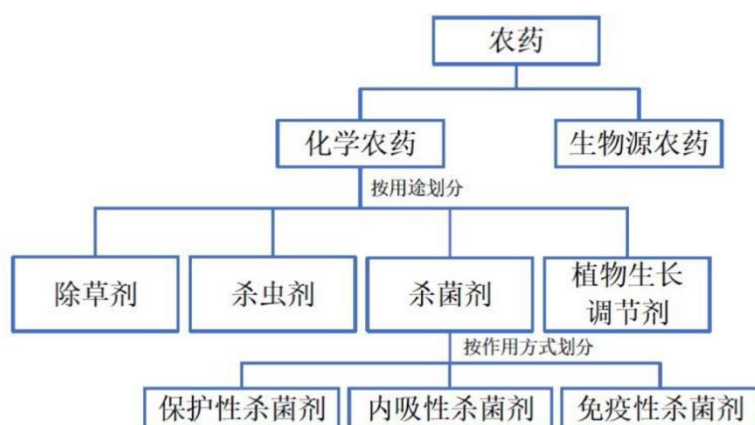 农药
化学农药
生物源农药
按用途划分
除草剂
杀虫剂
杀菌剂
植物生长
调节剂
按作用方式划分
保护性杀菌剂
内吸性杀菌剂
免疫性杀菌剂